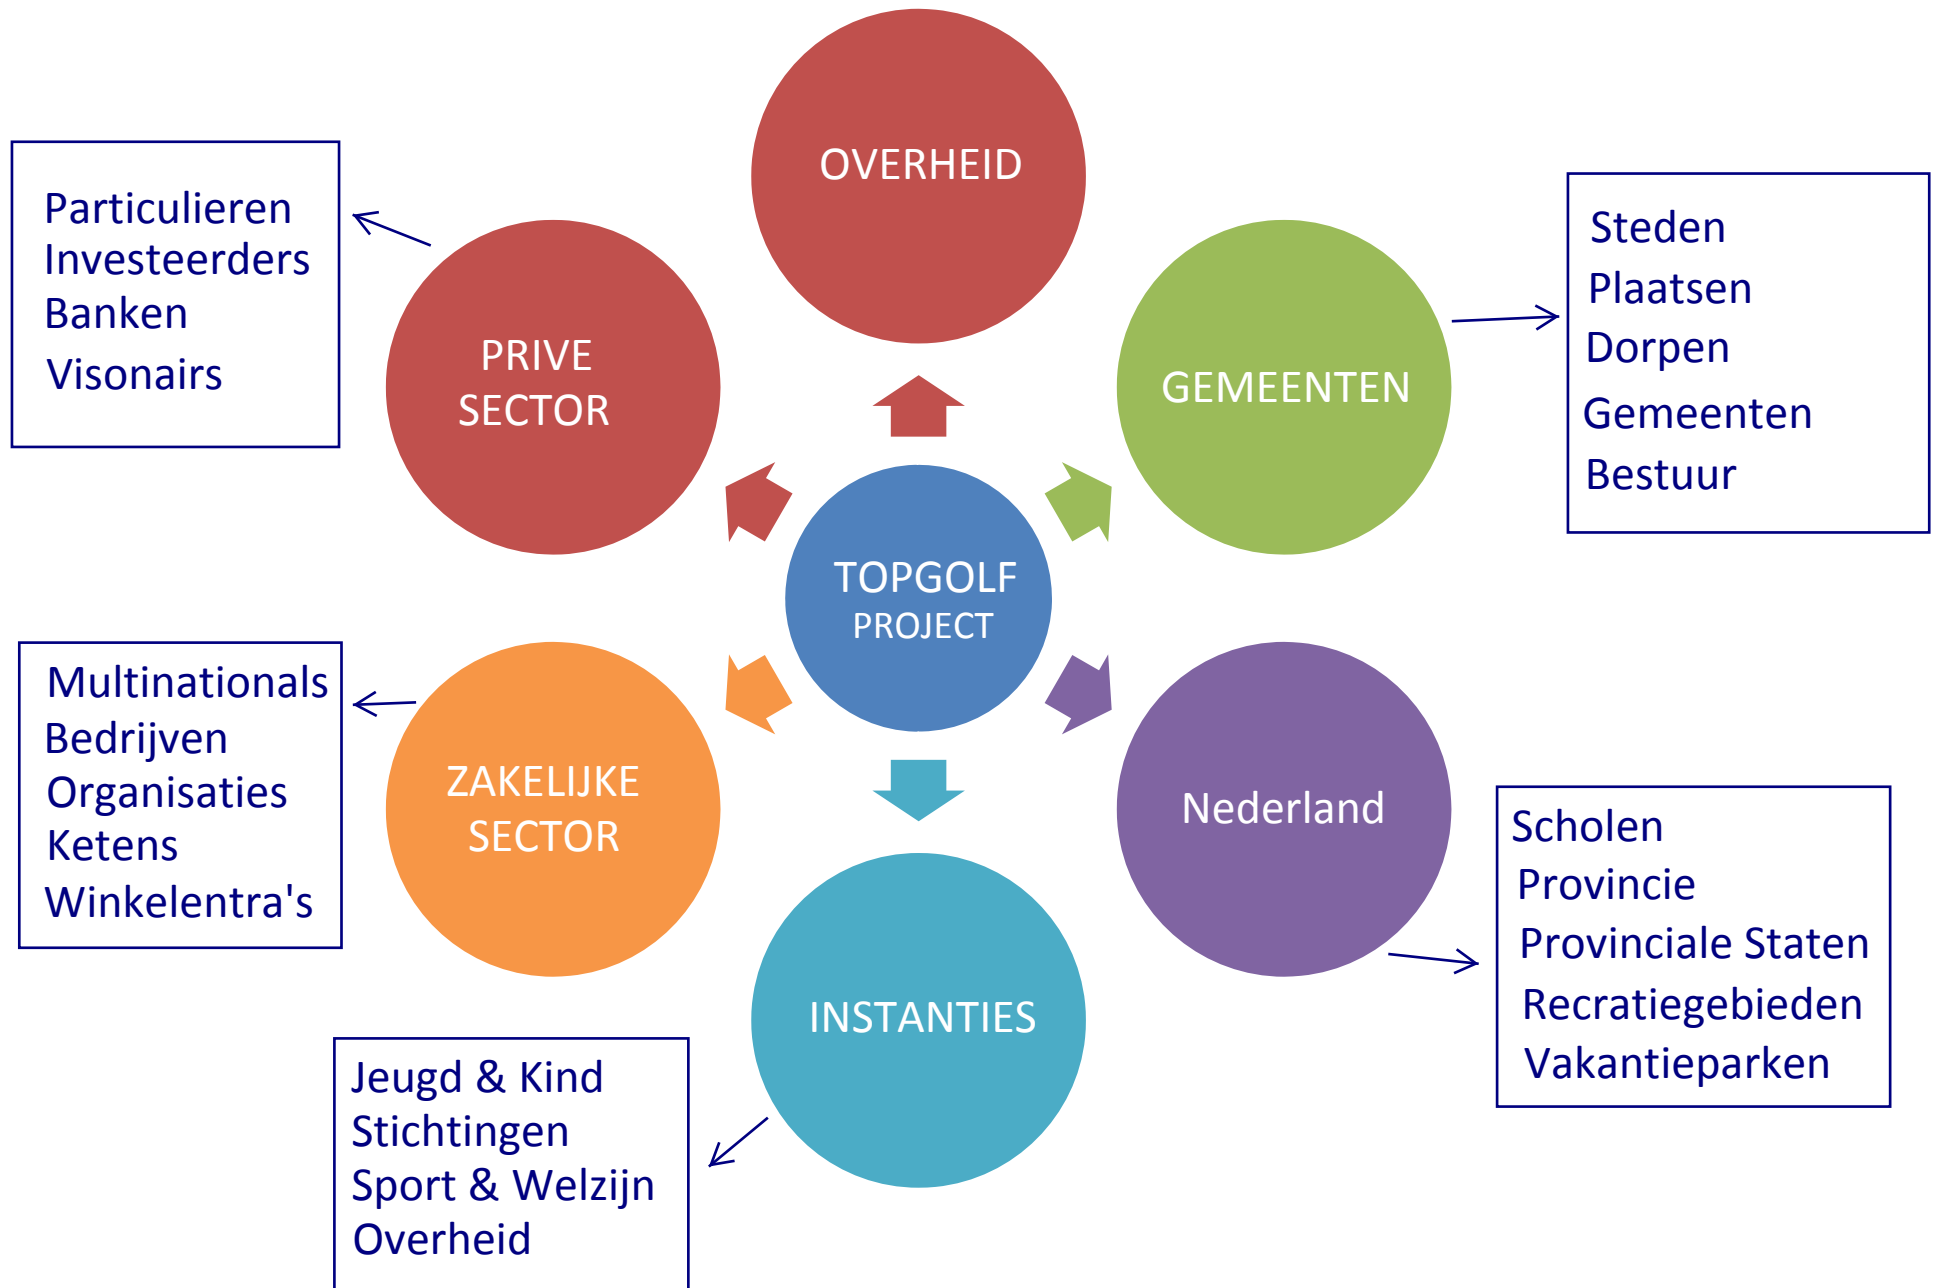 OVERHEID
Particulieren
Investeerders
Banken
Visonairs
PRIVE
SECTOR
GEMEENTEN
Steden
Plaatsen
Dorpen
Gemeenten
Bestuur
TOPGOLF
PROJECT
Multinationals
Bedrijven
Organisaties
Ketens
Winkelentra's
ZAKELIJKE
SECTOR
Nederland
Scholen
Provincie
Provinciale Staten
Recratiegebieden
Vakantieparken
INSTANTIES
Jeugd & Kind
Stichtingen
Sport & Welzijn
Overheid